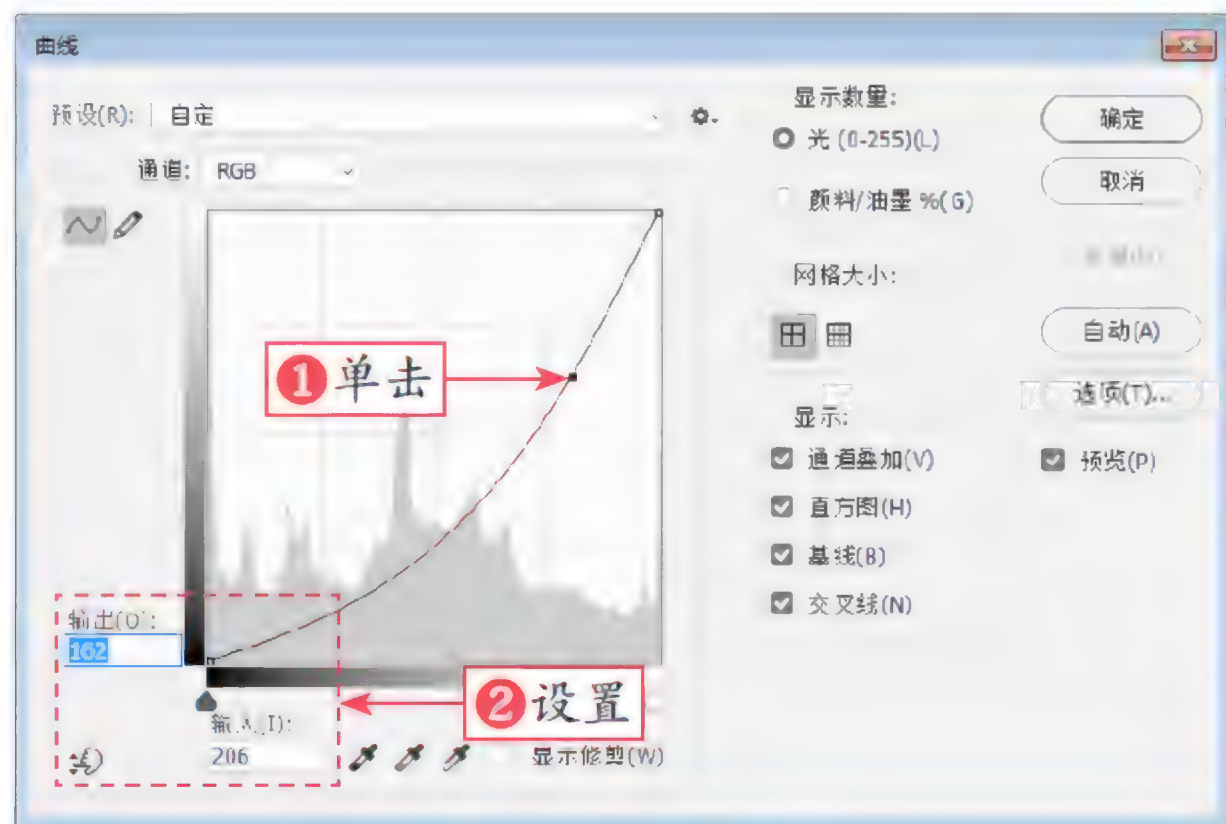 曲线
预设(R): 自定
通道: RGB
① 单击
② 设置
输出(O):
162
输入(I):
206
显示修剪(W)
显示数量:
光 (0-255)(L)
颜料/油墨 %(G)
网格大小:
显示:
通道叠加(V)
直方图(H)
基线(B)
交叉线(N)
确定
取消
自动(A)
选项(T)...
预览(P)